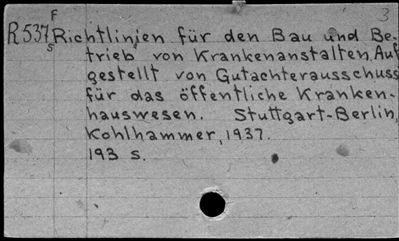 F 3
R537 Richtlinien für den Bau und Be-
5 trieb von Krankenanstalten, Auf
gestellt von Gutachterausschuss
für das öffentliche Kranken-
hauswesen. Stuttgart-Berlin,
Kohlhammer, 1937.
193 s.